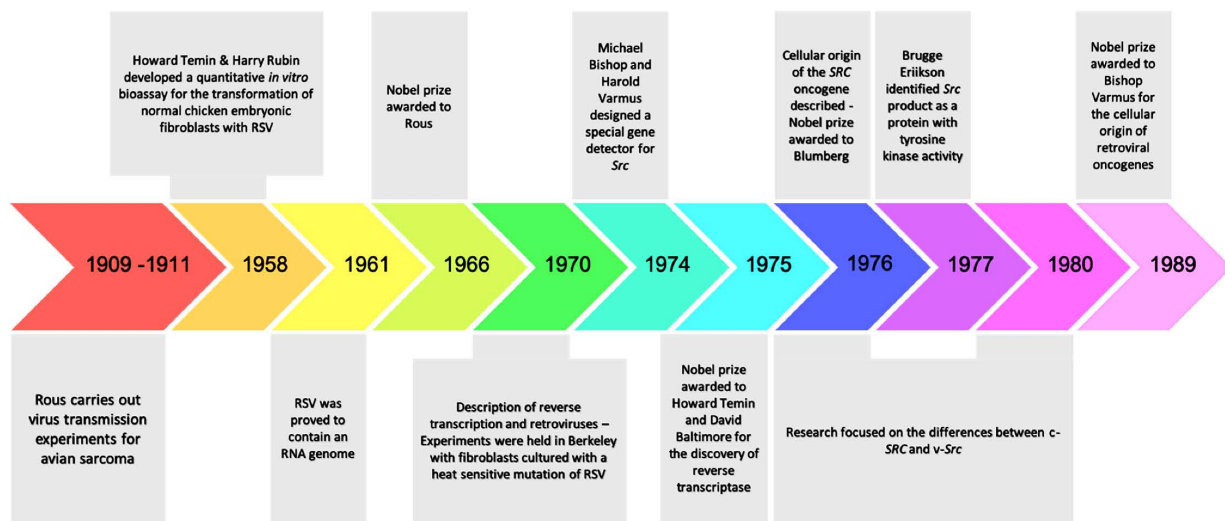 Howard Temin & Harry Rubin
developed a quantitative in vitro
bioassay for the transformation of
normal chicken embryonic
fibroblasts with RSV
Nobel prize
awarded to
Rous
Michael Bishop and
Harold
Varmus
designed a
special gene
detector for
Src
Cellular origin
of the SRC
oncogene
described -
Nobel prize
awarded to
Blumberg
Brugge
Eriikson
identified Src
product as a
protein with
tyrosine
kinase activity
Nobel prize
awarded to
Bishop
Varmus for
the cellular
origin of
retroviral
oncogenes
1909 -1911
1958
1961
1966
1970
1974
1975
1976
1977
1980
1989
Rous carries out
virus transmission
experiments for
avian sarcoma
RSV was
proved to
contain an
RNA genome
Description of reverse
transcription and retroviruses –
Experiments were held in Berkeley
with fibroblasts cultured with a
heat sensitive mutation of RSV
Nobel prize
awarded to
Howard Temin
and David
Baltimore for
the discovery of
reverse
transcriptase
Research focused on the differences between c-
SRC and v-Src